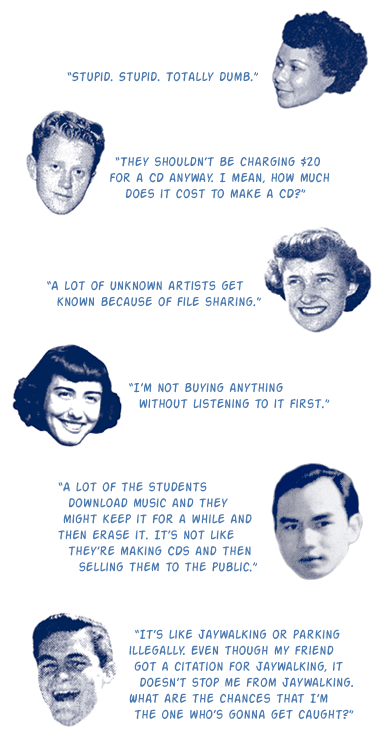 “STUPID. STUPID. TOTALLY DUMB.”
“THEY SHOULDN’T BE CHARGING $20
FOR A CD ANYWAY. I MEAN, HOW MUCH
DOES IT COST TO MAKE A CD?”
“A LOT OF UNKNOWN ARTISTS GET
KNOWN BECAUSE OF FILE SHARING.”
“I’M NOT BUYING ANYTHING
WITHOUT LISTENING TO IT FIRST.”
“A LOT OF THE STUDENTS
DOWNLOAD MUSIC AND THEY
MIGHT KEEP IT FOR A WHILE AND
THEN ERASE IT. IT’S NOT LIKE
THEY’RE MAKING CDS AND THEN
SELLING THEM TO THE PUBLIC.”
“IT’S LIKE JAYWALKING OR PARKING
ILLEGALLY. EVEN THOUGH MY FRIEND
GOT A CITATION FOR JAYWALKING, IT
DOESN’T STOP ME FROM JAYWALKING.
WHAT ARE THE CHANCES THAT I’M
THE ONE WHO’S GONNA GET CAUGHT?”